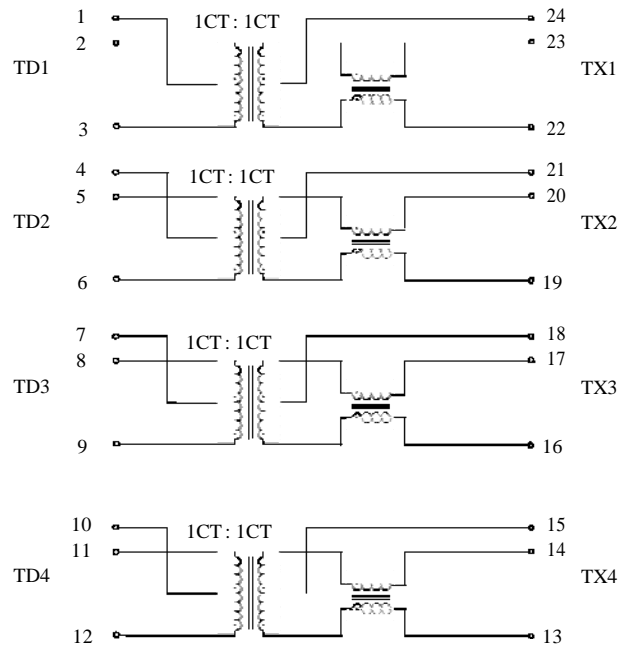 1 1CT : 1CT 24
2 23
TD1 TX1
3 22
4 1CT : 1CT 21
5 20
TD2 TX2
6 19
7 1CT : 1CT 18
8 17
TD3 TX3
9 16
10 1CT : 1CT 15
11 14
TD4 TX4
12 13